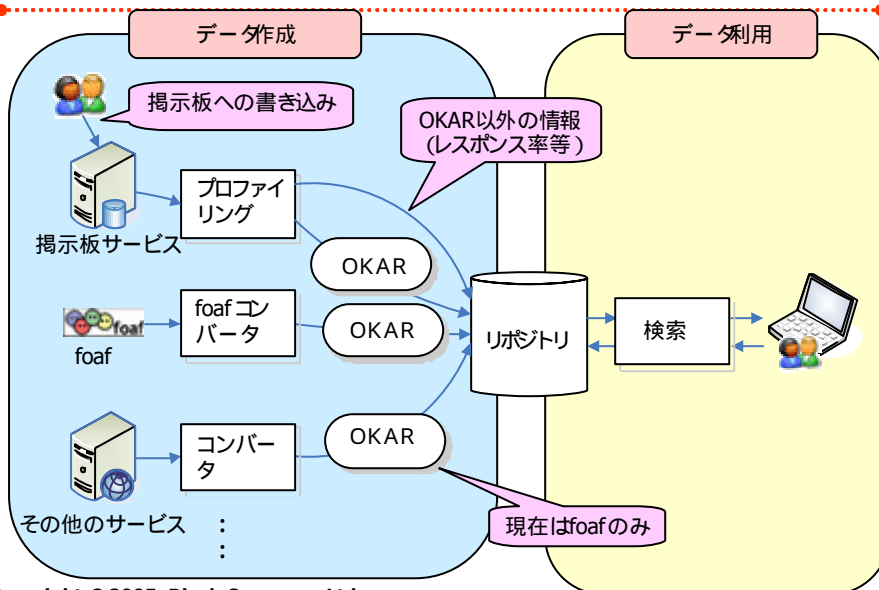 データ作成
データ利用
掲示板への書き込み
OKAR以外の情報
(レスポンス率等)
プロファイ
リング
掲示板サービス
OKAR
foafコン
バータ
foaf
foaf
OKAR
リポジトリ
検索
コンバー
タ
OKAR
その他のサービス
:
:
現在はfoafのみ